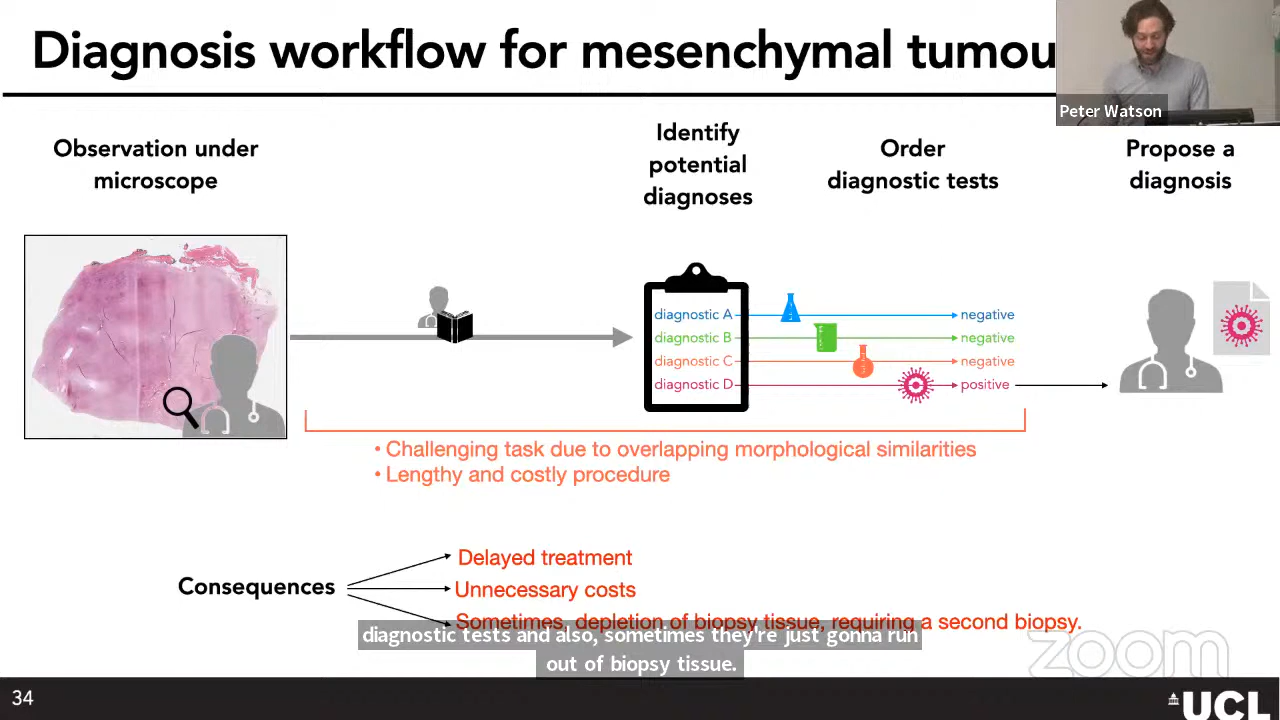 Diagnosis workflow for mesenchymal tumou
Peter Watson
Observation under
microscope
Identify
potential
diagnoses
Order
diagnostic tests
Propose a
diagnosis
diagnostic A
negative
diagnostic B
negative
diagnostic C
negative
diagnostic D
positive
• Challenging task due to overlapping morphological similarities
• Lengthy and costly procedure
Consequences
Delayed treatment
Unnecessary costs
Sometimes, depletion of biopsy tissue, requiring a second biopsy.
diagnostic tests and also, sometimes they're just gonna run
out of biopsy tissue.
zoom
34
UCL